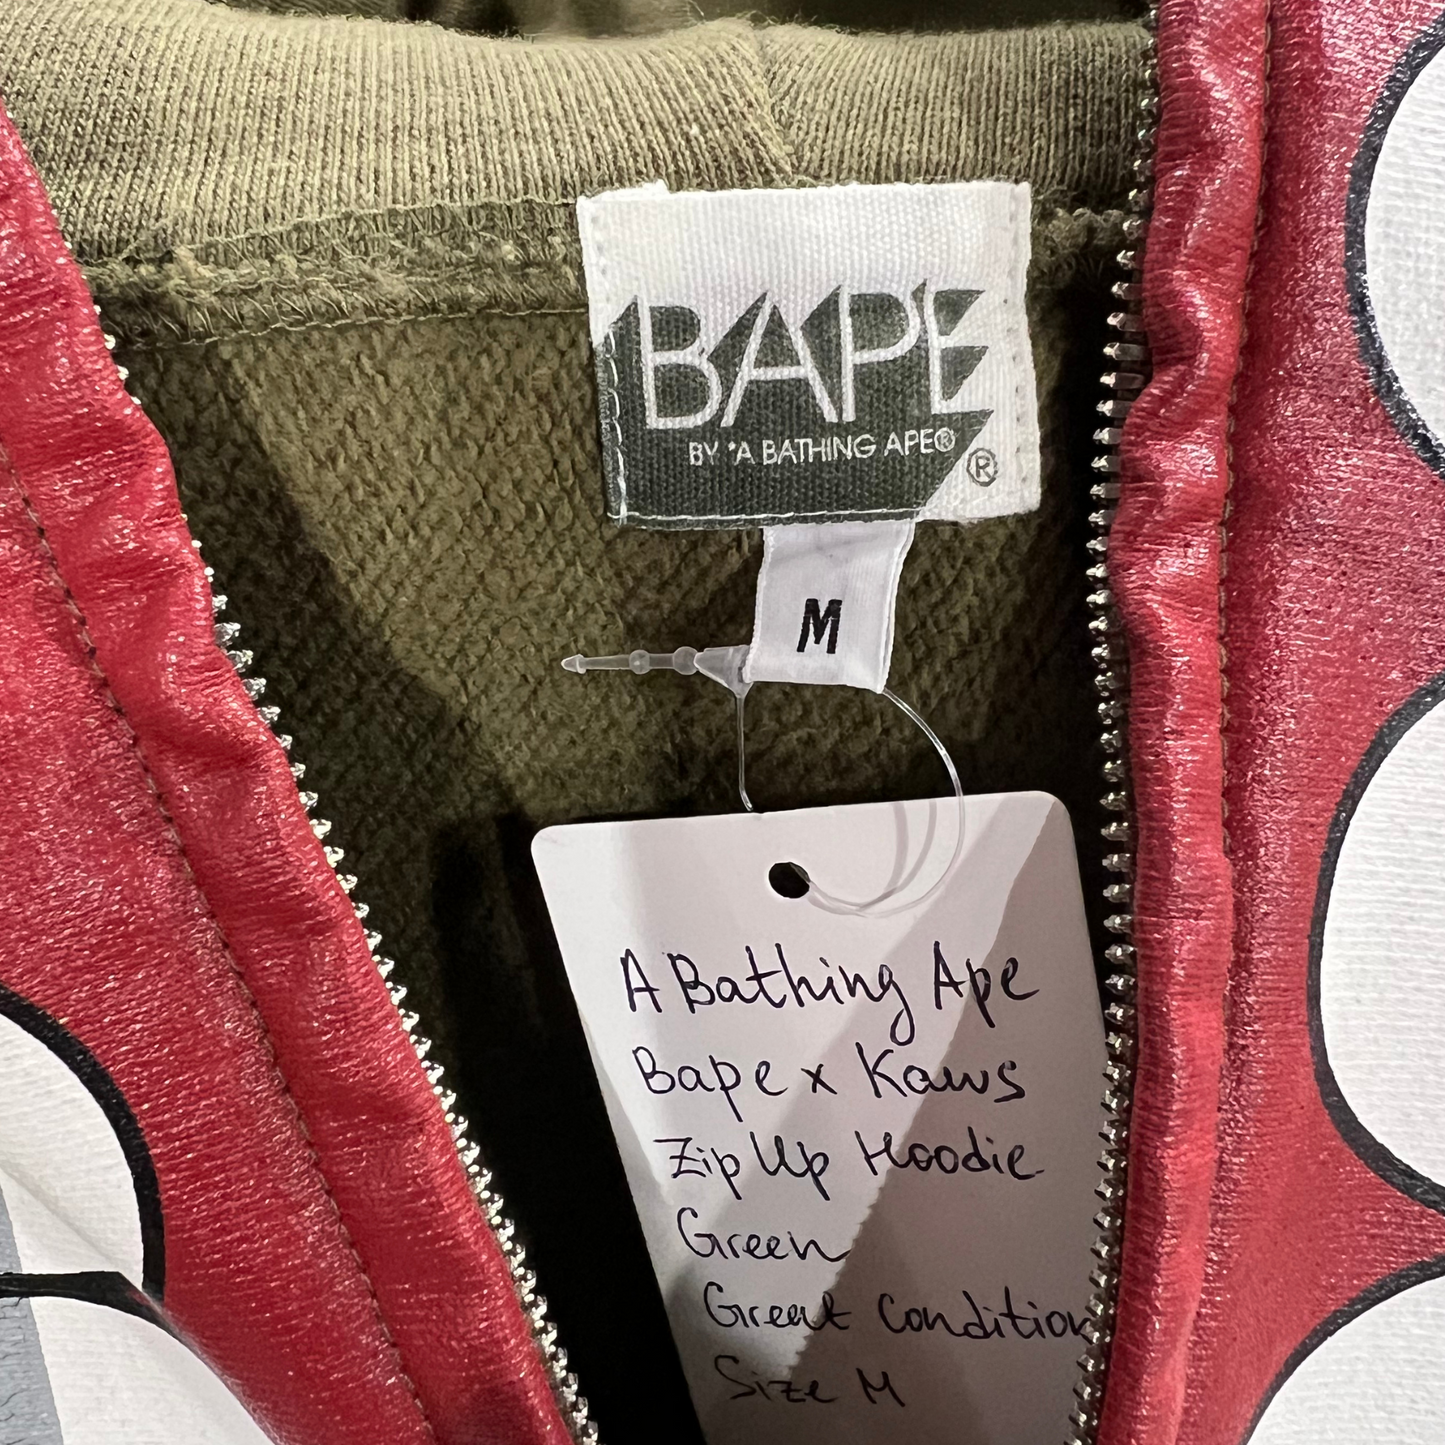 BAPE
BY *A BATHING APE®
®
M
A Bathing Ape
Bape x Kaws
Zip Up Hoodie
Green
Great condition
Size M